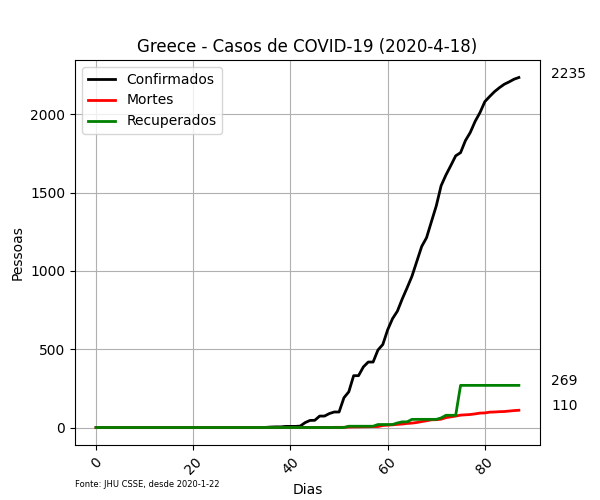 Greece - Casos de COVID-19 (2020-4-18)
Confirmados
Mortes
Recuperados
2235
269
110
Pessoas
2000
1500
1000
500
0
0
20
40
60
80
Dias
Fonte: JHU CSSE, desde 2020-1-22